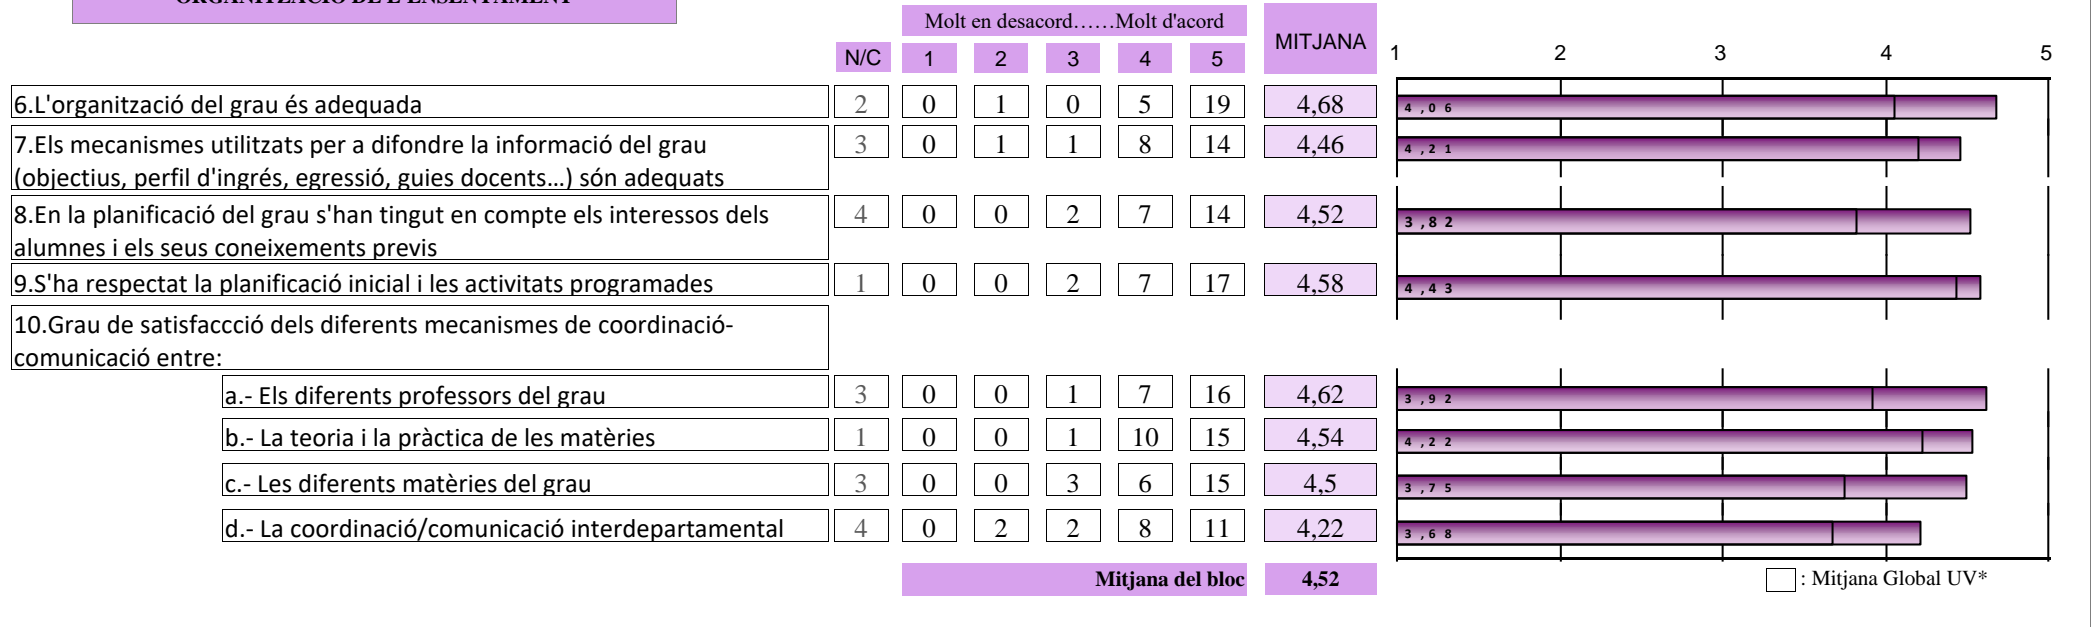 Molt en desacord……Molt d'acord
MITJANA
N/C 1 2 3 4 5
1 2 3 4 5
6.L'organització del grau és adequada 2 0 1 0 5 19 4,68 4,06
7.Els mecanismes utilitzats per a difondre la informació del grau 3 0 1 1 8 14 4,46 4,21
(objectius, perfil d'ingrés, egressió, guies docents...) són adequats
8.En la planificació del grau s'han tingut en compte els interessos dels 4 0 0 2 7 14 4,52 3,82
alumnes i els seus coneixements previs
9.S'ha respectat la planificació inicial i les activitats programades 1 0 0 2 7 17 4,58 4,43
10.Grau de satisfaccció dels diferents mecanismes de coordinació-
comunicació entre:
a.- Els diferents professors del grau 3 0 0 1 7 16 4,62 3,92
b.- La teoria i la pràctica de les matèries 1 0 0 1 10 15 4,54 4,22
c.- Les diferents matèries del grau 3 0 0 3 6 15 4,5 3,75
d.- La coordinació/comunicació interdepartamental 4 0 2 2 8 11 4,22 3,68
Mitjana del bloc 4,52
: Mitjana Global UV*